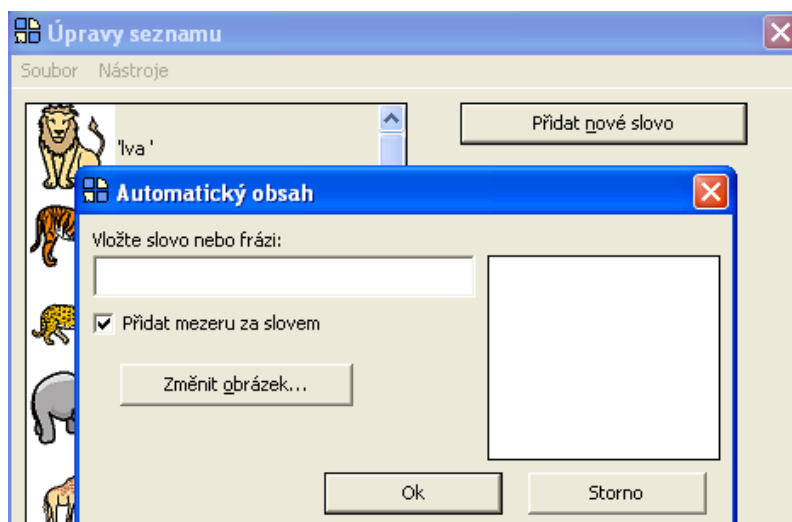 Úpravy seznamu
Soubor Nástroje
'lva '
Přidat nové slovo
Automatický obsah
Vložte slovo nebo frázi:
Přidat mezeru za slovem
Změnit obrázek...
Ok Storno